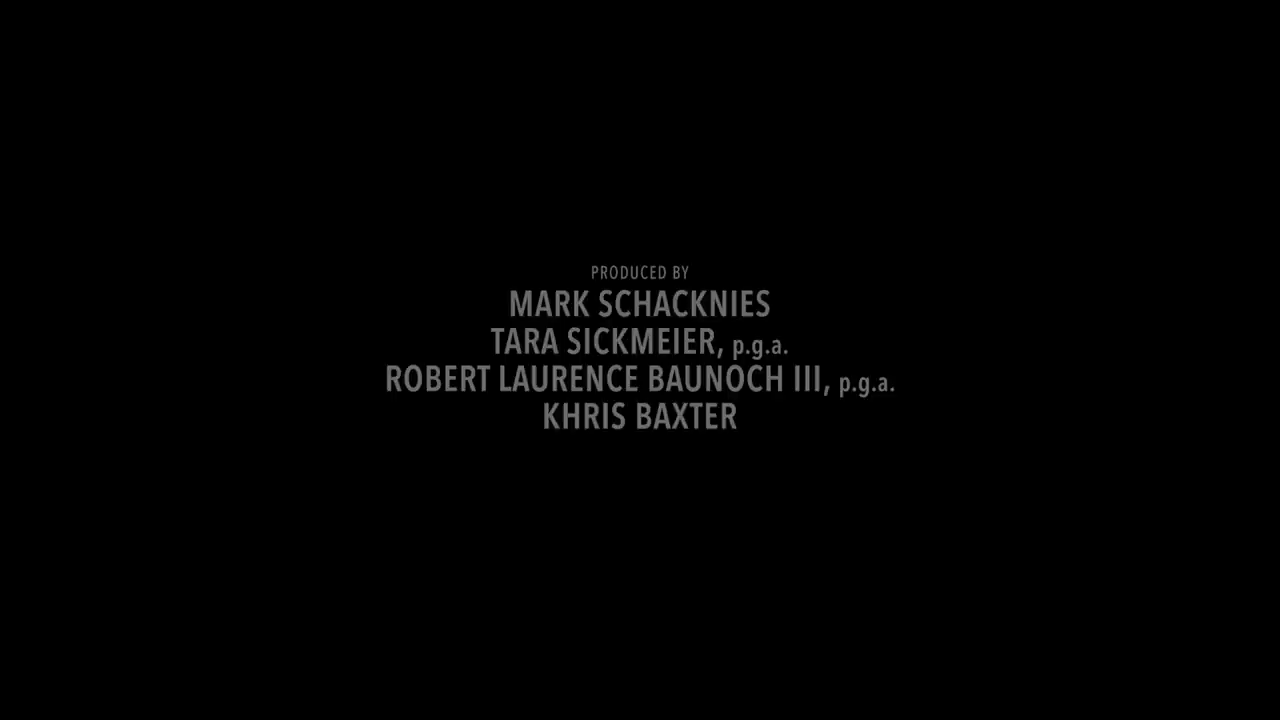 PRODUCED BY
MARK SCHACKNIES
TARA SICKMEIER, p.g.a.
ROBERT LAURENCE BAUNOCH III, p.g.a.
KHRIS BAXTER